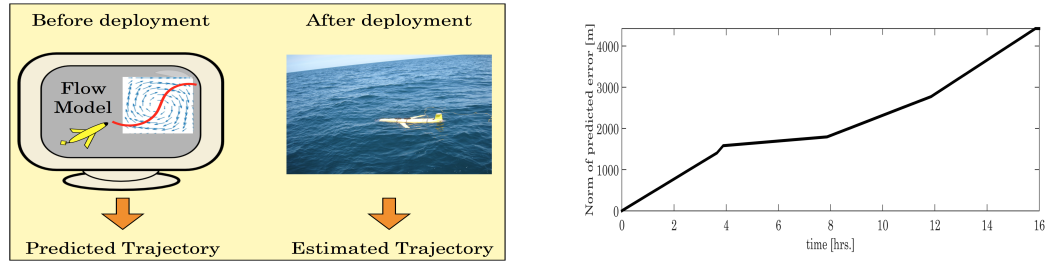 Before deployment
After deployment
Flow
Model
Predicted Trajectory
Estimated Trajectory
Norm of predicted error [m]
4000
3000
2000
1000
0
0 2 4 6 8 10 12 14 16
time [hrs.]